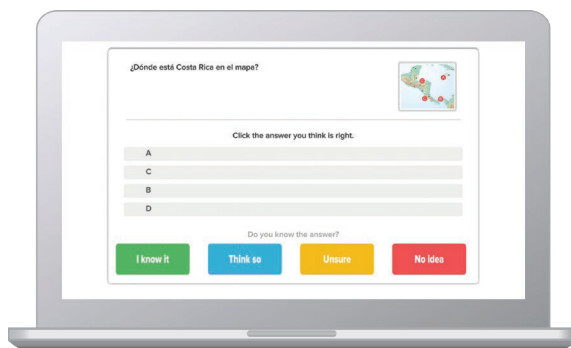 ¿Dónde está Costa Rica en el mapa?
Click the answer you think is right.
A
C
B
D
Do you know the answer?
I know it
Think so
Unsure
No idea